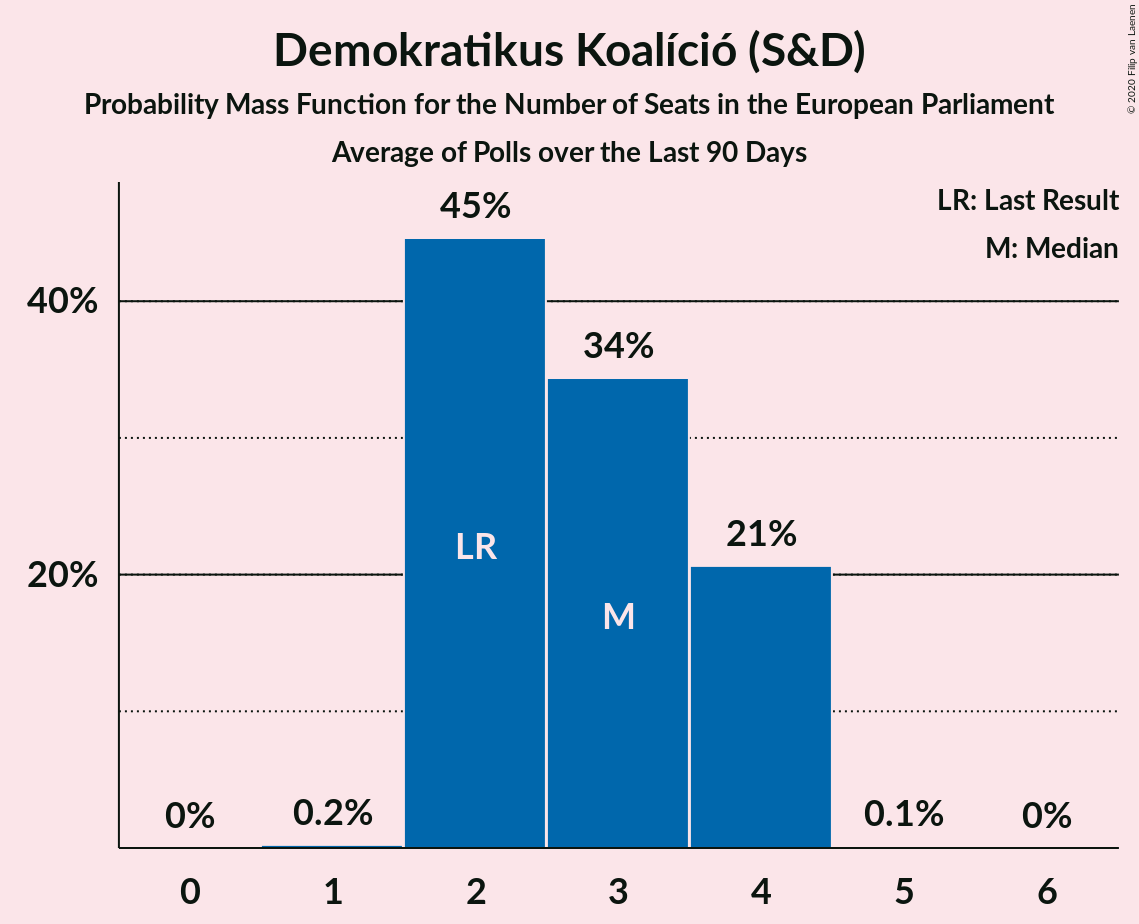 Demokratikus Koalíció (S&D)
Probability Mass Function for the Number of Seats in the European Parliament
Average of Polls over the Last 90 Days
© 2020 Filip van Laenen
LR: Last Result
M: Median
45%
40%
34%
LR
21%
20%
M
0%
0.2%
0.1%
0%
0 1 2 3 4 5 6